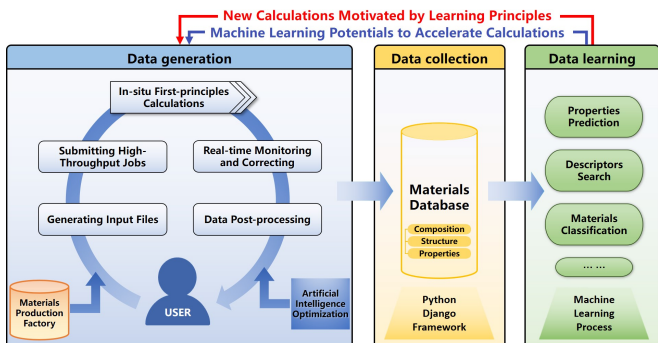 New Calculations Motivated by Learning Principles
Machine Learning Potentials to Accelerate Calculations
Data generation
In-situ First-principles
Calculations
Submitting High-
Throughput Jobs
Real-time Monitoring
and Correcting
Generating Input Files
Data Post-processing
Materials
Production
Factory
USER
Artificial
Intelligence
Optimization
Data collection
Materials
Database
Composition
Structure
Properties
Python
Django
Framework
Data learning
Properties
Prediction
Descriptors
Search
Materials
Classification
... ...
Machine
Learning
Process